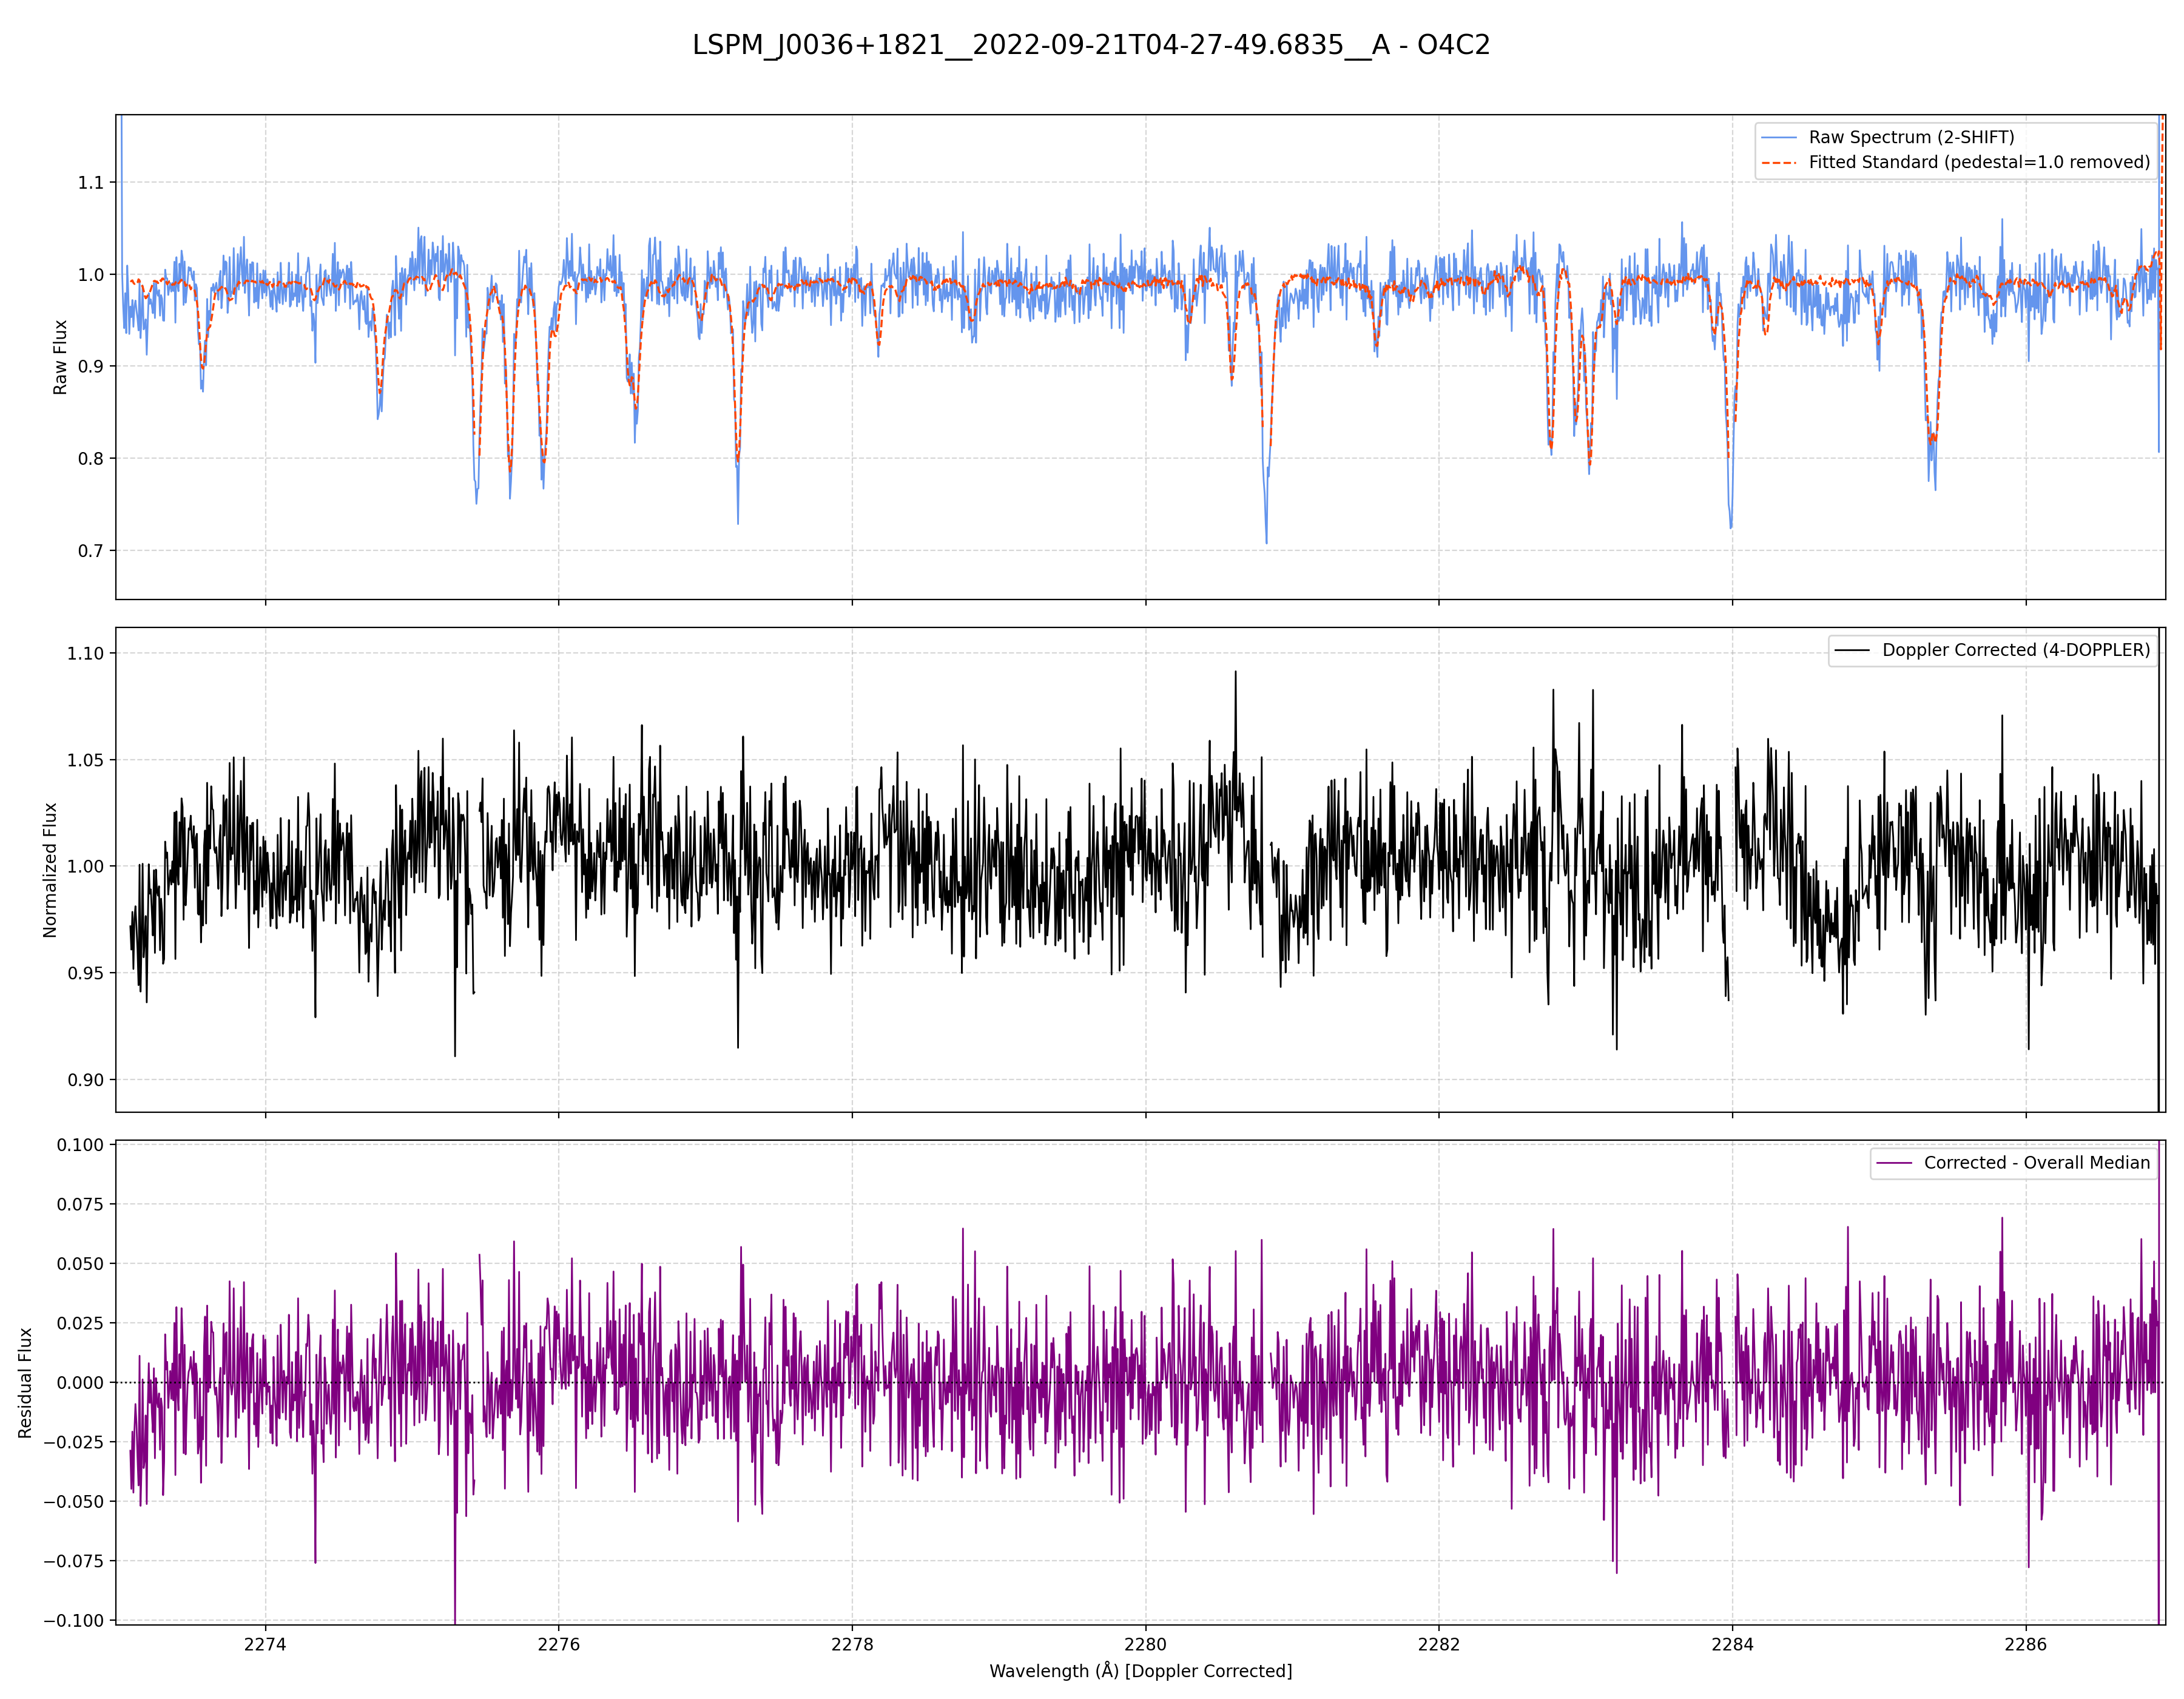 LSPM_J0036+1821__2022-09-21T04-27-49.6835__A - O4C2
Raw Spectrum (2-SHIFT)
Fitted Standard (pedestal=1.0 removed)
1.1
1.0
0.9
0.8
0.7
Raw Flux
Doppler Corrected (4-DOPPLER)
1.10
1.05
1.00
0.95
0.90
Normalized Flux
Corrected - Overall Median
0.100
0.075
0.050
0.025
0.000
−0.025
−0.050
−0.075
−0.100
Residual Flux
2274 2276 2278 2280 2282 2284 2286
Wavelength (Å) [Doppler Corrected]